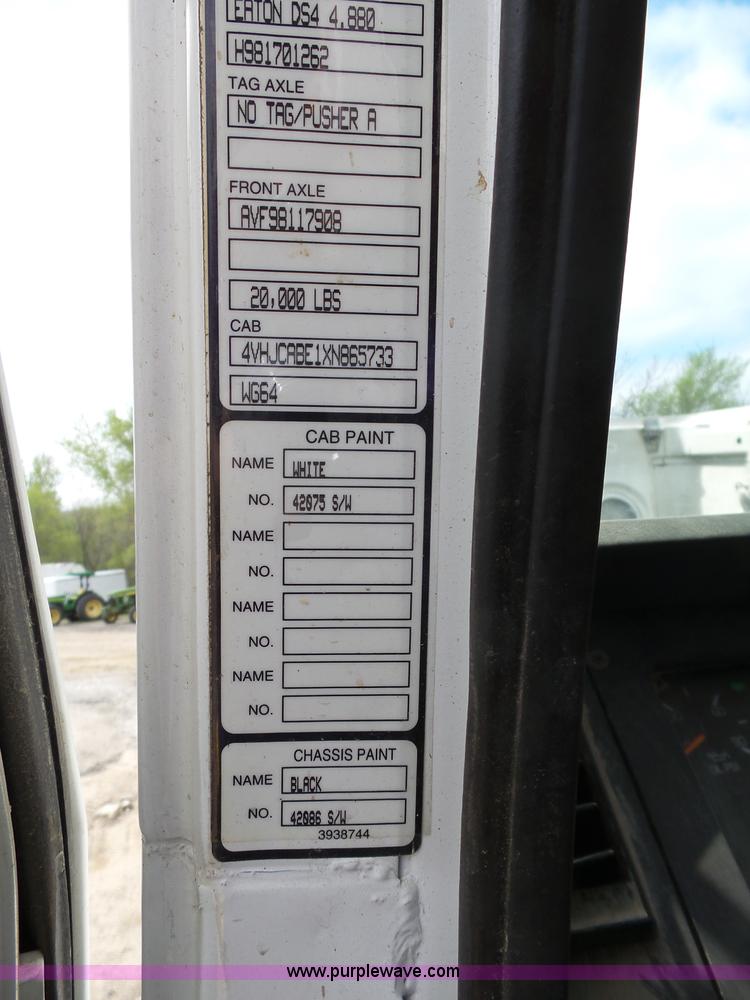 EATON DS4 4.880
H981701262
TAG AXLE
NO TAG/PUSHER A
FRONT AXLE
AVF98117908
20,000 LBS
CAB
4VHJCABE1XN865733
WG64
CAB PAINT
NAME WHITE
NO. 42075 S/W
NAME
NO.
NAME
NO.
NAME
NO.
CHASSIS PAINT
NAME BLACK
NO. 42086 S/W
3938744
www.purplewave.com